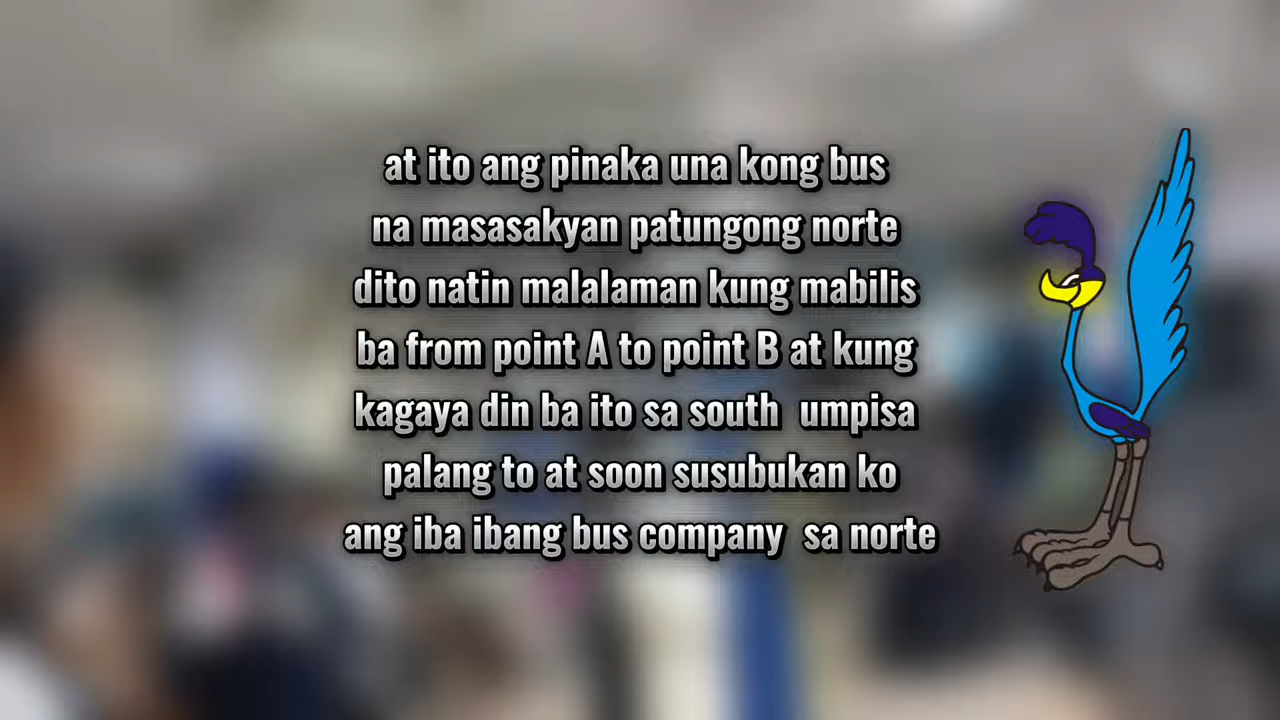 at ito ang pinaka una kong bus
na masasakyan patungong norte
dito natin malalaman kung mabilis
ba from point A to point B at kung
kagaya din ba ito sa south  umpisa
palang to at soon susubukan ko
ang iba ibang bus company  sa norte